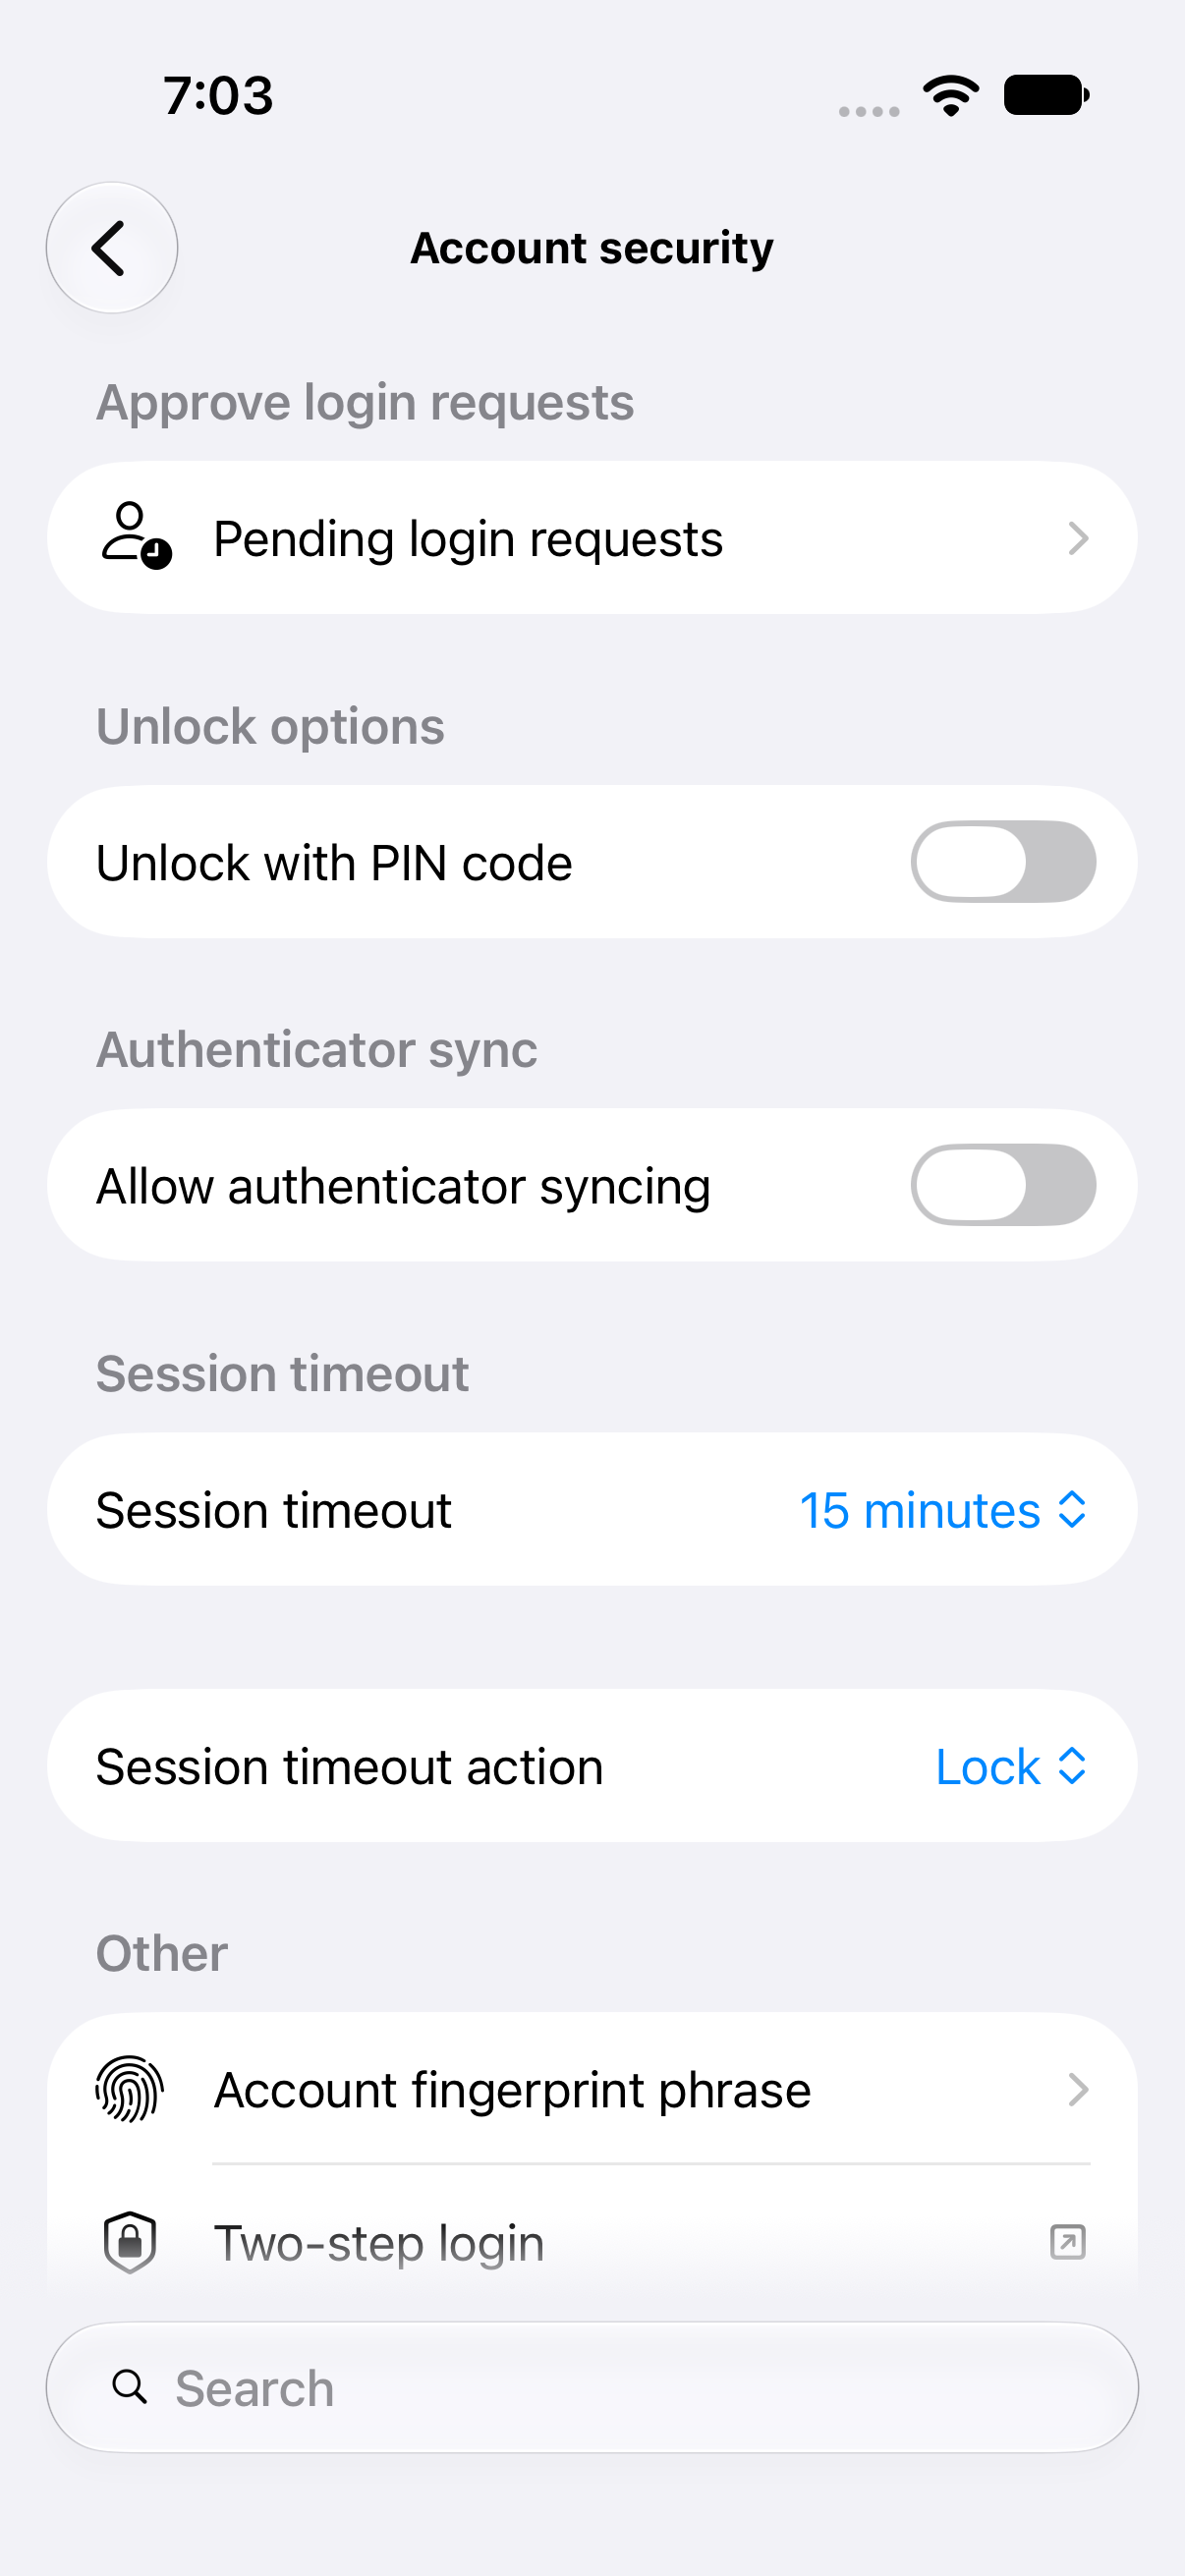 7:03
Account security
Approve login requests
Pending login requests
Unlock options
Unlock with PIN code
Authenticator sync
Allow authenticator syncing
Session timeout
Session timeout 15 minutes
Session timeout action Lock
Other
Account fingerprint phrase
Two-step login
Search